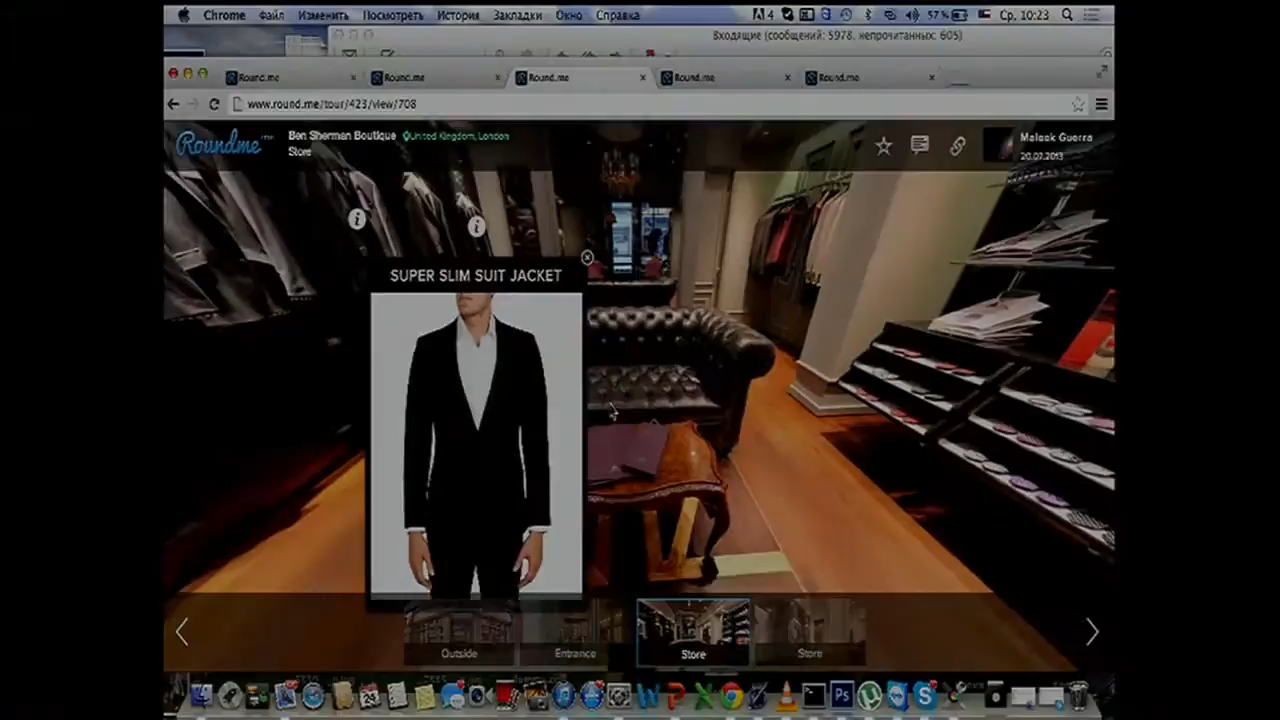 Chrome Файл Изменить Посмотреть История Закладки Окно Справка 4 57% Ср. 10:23
Входящие (сообщений: 5978, непрочитанных: 605)
Round.me Round.me Round.me Round.me Round.me
www.round.me/tour/423/view/708
Roundme
Ben Sherman Boutique United Kingdom, London
Store
Maleek Guerra
20.07.2013
SUPER SLIM SUIT JACKET
Outside Entrance Store Store